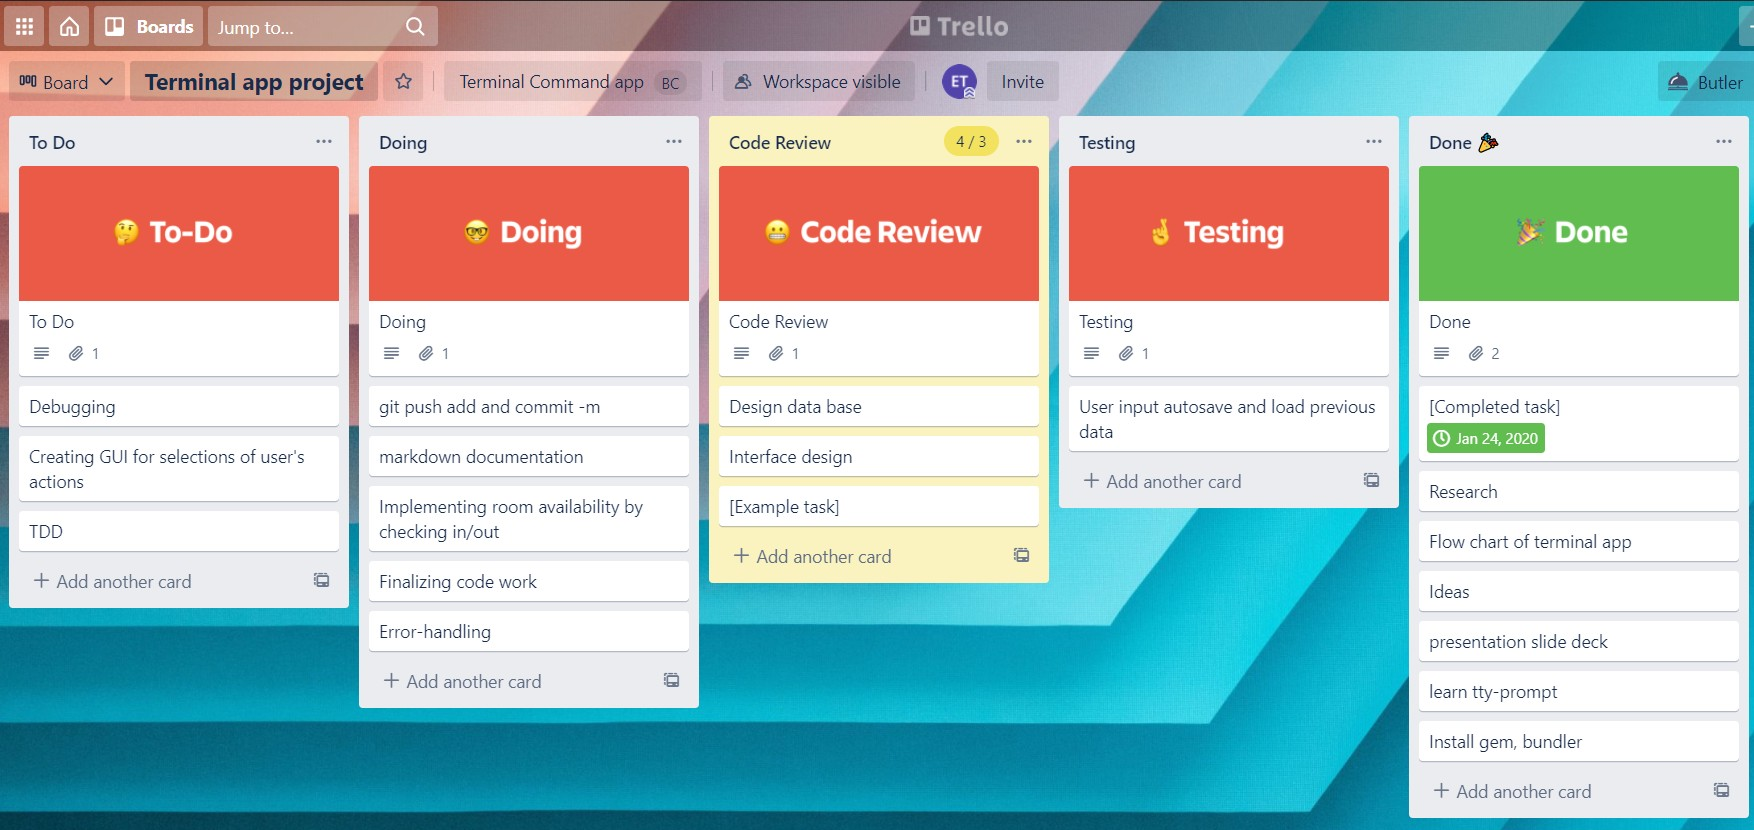 Boards
Jump to...
Trello
Board
Terminal app project
Terminal Command app BC
Workspace visible
ET
Invite
Butler
To Do
To-Do
To Do
1
Debugging
Creating GUI for selections of user's
actions
TDD
+ Add another card
Doing
Doing
Doing
1
git push add and commit -m
markdown documentation
Implementing room availability by
checking in/out
Finalizing code work
Error-handling
+ Add another card
Code Review
4 / 3
Code Review
Code Review
1
Design data base
Interface design
[Example task]
+ Add another card
Testing
Testing
Testing
1
User input autosave and load previous
data
+ Add another card
Done 🎉
Done
Done
2
[Completed task]
Jan 24, 2020
Research
Flow chart of terminal app
Ideas
presentation slide deck
learn tty-prompt
Install gem, bundler
+ Add another card